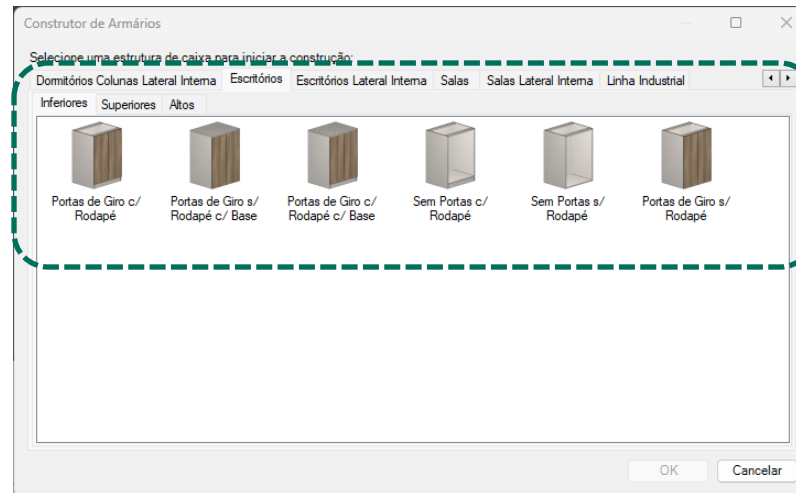 Construtor de Armários
Selecione uma estrutura de caixa para iniciar a construção:
Dormitórios Colunas Lateral Interna Escritórios Escritórios Lateral Interna Salas Salas Lateral Interna Linha Industrial
Inferiores Superiores Altos
Portas de Giro c/ Portas de Giro s/ Portas de Giro c/ Sem Portas c/ Sem Portas s/ Portas de Giro s/
Rodapé Rodapé c/ Base Rodapé c/ Base Rodapé Rodapé Rodapé
OK Cancelar